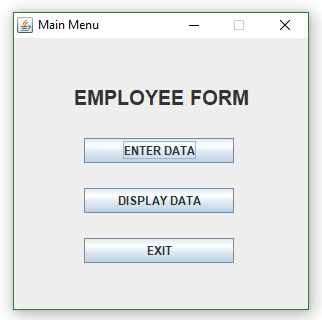 Main Menu
EMPLOYEE FORM
ENTER DATA
DISPLAY DATA
EXIT